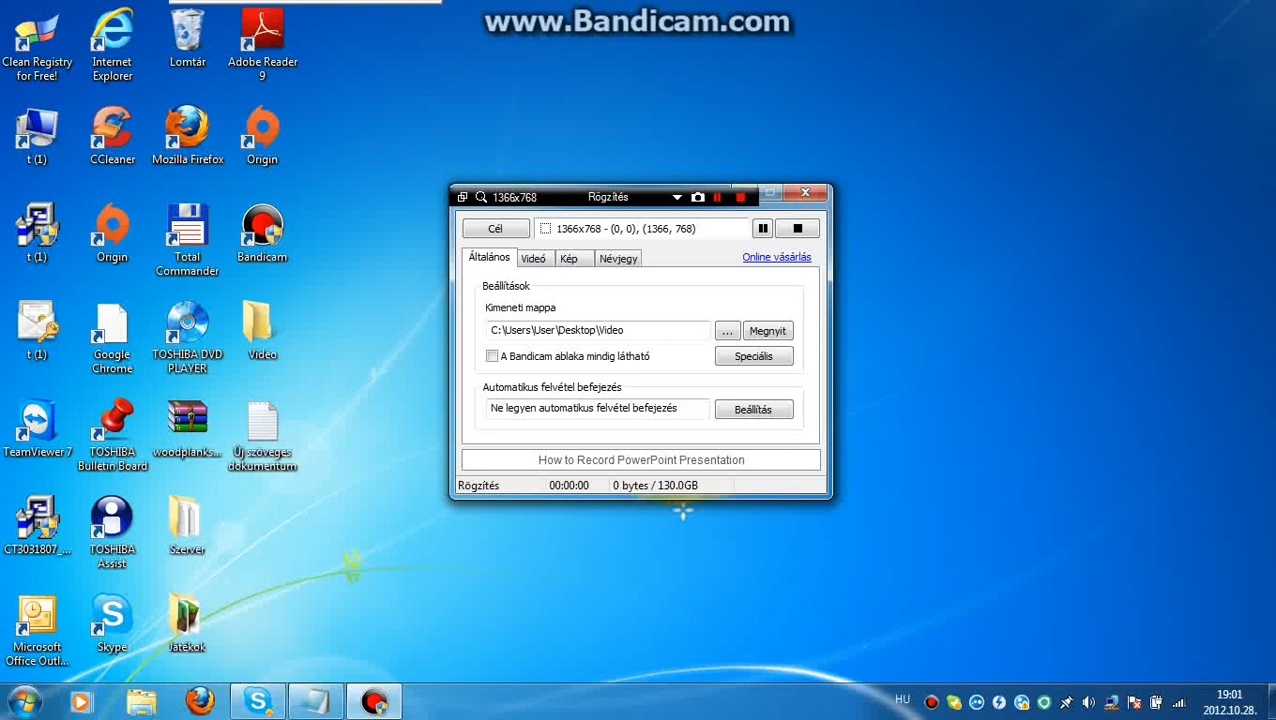 www.Bandicam.com
Clean Registry
for Free!
Internet
Explorer
Lomtár
Adobe Reader
9
t (1)
CCleaner
Mozilla Firefox
Origin
t (1)
Origin
Total
Commander
Bandicam
t (1)
Google
Chrome
TOSHIBA DVD
PLAYER
Video
TeamViewer 7
TOSHIBA
Bulletin Board
woodplanks...
Új szöveges
dokumentum
CT3031807_...
TOSHIBA
Assist
Szerver
Microsoft
Office Outl...
Skype
Játékok
1366x768
Rögzítés
Cél
1366x768 - (0, 0), (1366, 768)
Általános
Videó
Kép
Névjegy
Online vásárlás
Beállítások
Kimeneti mappa
C:\Users\User\Desktop\Video
...
Megnyit
A Bandicam ablaka mindig látható
Speciális
Automatikus felvétel befejezés
Ne legyen automatikus felvétel befejezés
Beállítás
How to Record PowerPoint Presentation
Rögzítés
00:00:00
0 bytes / 130.0GB
HU
19:01
2012.10.28.